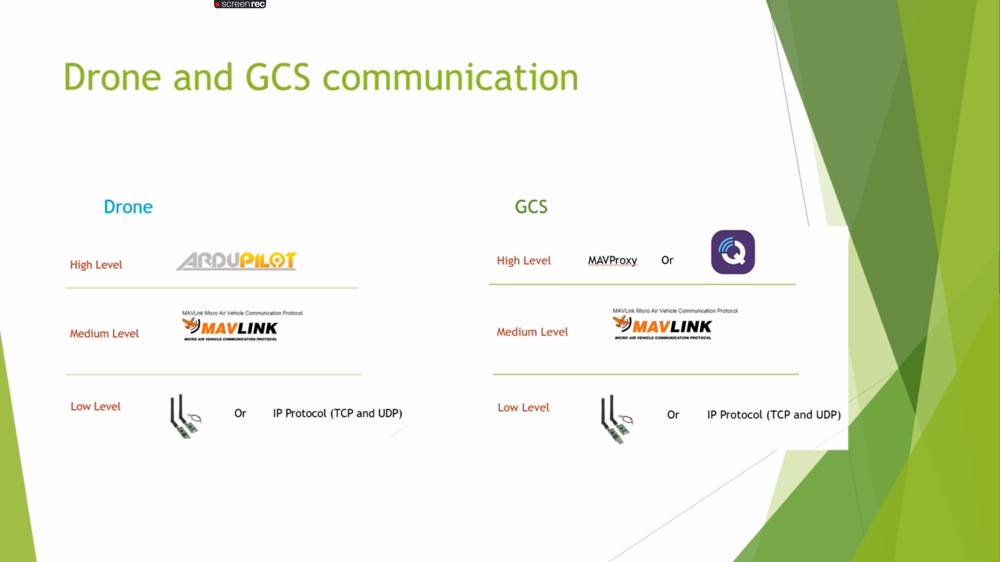 screenrec
Drone and GCS communication
Drone
High Level
ARDUPILOT
Medium Level
MAVLink Micro Air Vehicle Communication Protocol
MAVLINK
MICRO AIR VEHICLE COMMUNICATION PROTOCOL
Low Level
Or
IP Protocol (TCP and UDP)
GCS
High Level
MAVProxy
Or
Q
Medium Level
MAVLink Micro Air Vehicle Communication Protocol
MAVLINK
MICRO AIR VEHICLE COMMUNICATION PROTOCOL
Low Level
Or
IP Protocol (TCP and UDP)